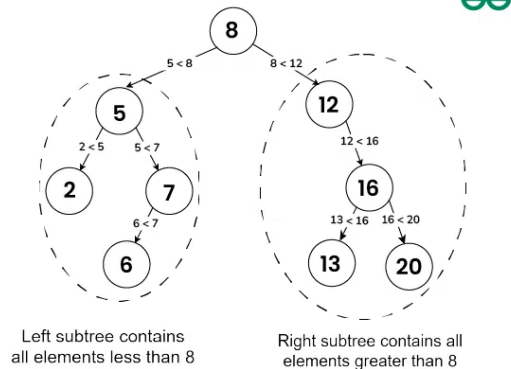 8
5 < 8
8 < 12
5
12
2 < 5
5 < 7
12 < 16
2
7
16
6 < 7
13 < 16
16 < 20
6
13
20
Left subtree contains
all elements less than 8
Right subtree contains all
elements greater than 8